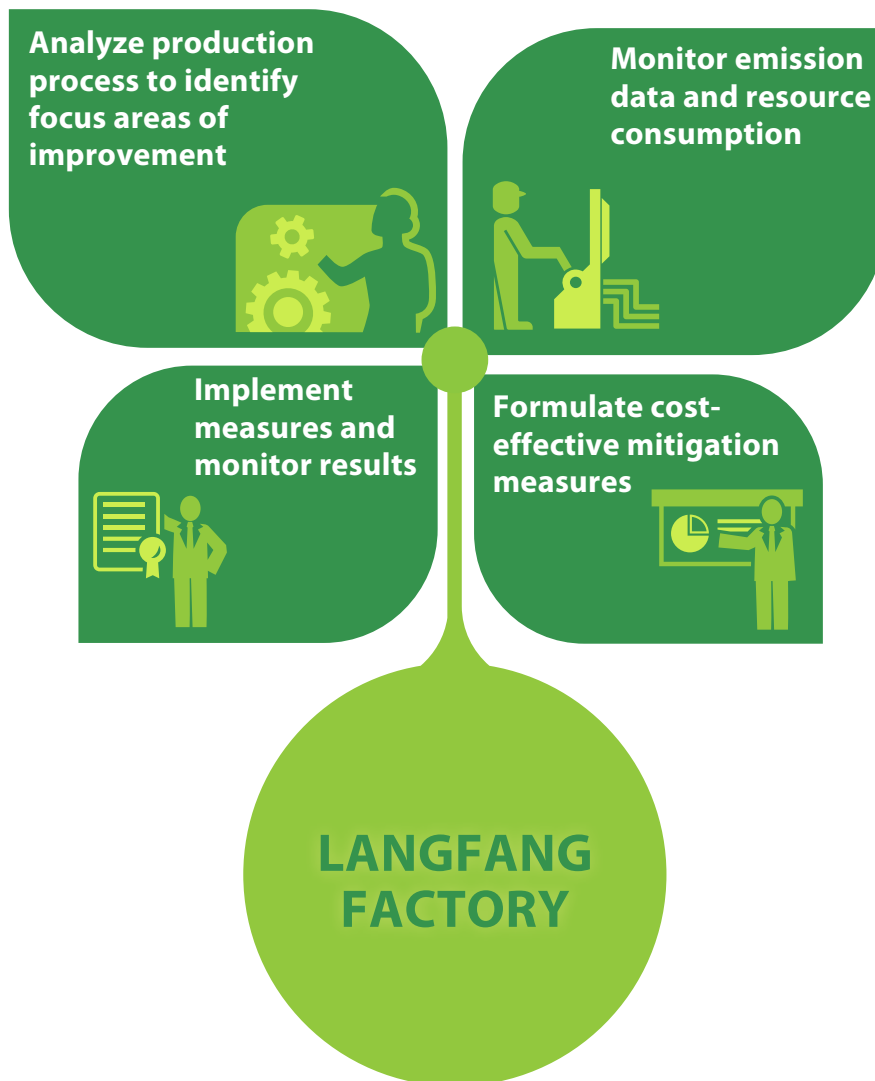 Analyze production
process to identify
focus areas of
improvement
Monitor emission
data and resource
consumption
Implement
measures and
monitor results
Formulate cost-
effective mitigation
measures
LANGFANG
FACTORY